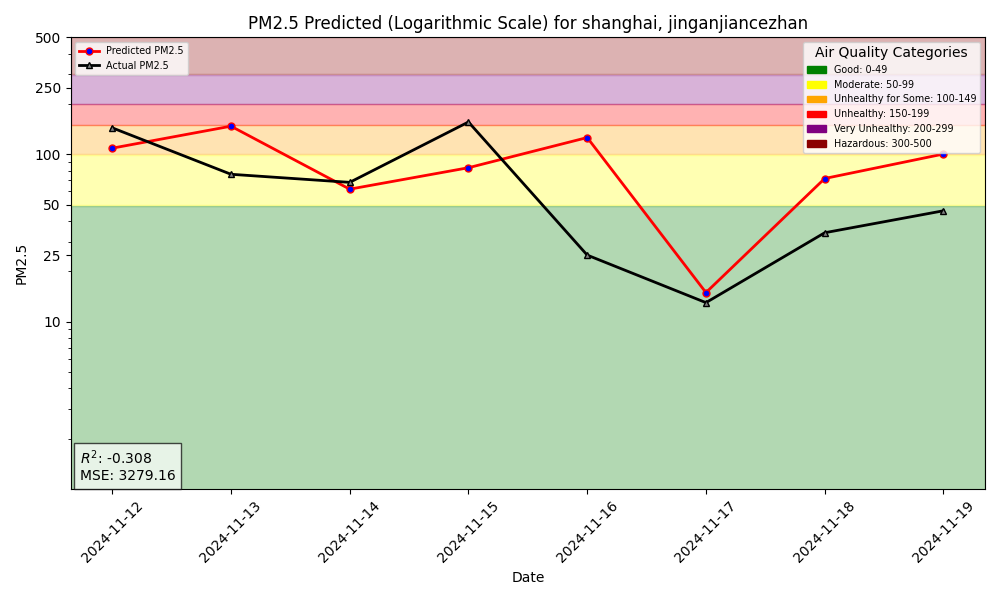 PM2.5 Predicted (Logarithmic Scale) for shanghai, jinganjiancezhan
500
250
100
50
25
10
PM2.5
Predicted PM2.5
Actual PM2.5
Air Quality Categories
Good: 0-49
Moderate: 50-99
Unhealthy for Some: 100-149
Unhealthy: 150-199
Very Unhealthy: 200-299
Hazardous: 300-500
R²: -0.308
MSE: 3279.16
2024-11-12
2024-11-13
2024-11-14
2024-11-15
2024-11-16
2024-11-17
2024-11-18
2024-11-19
Date